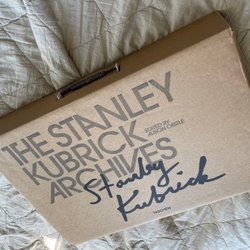 THE STANLEY
KUBRICK
ARCHIVES
EDITED BY
ALISON CASTLE
Stanley
Kubrick
TASCHEN